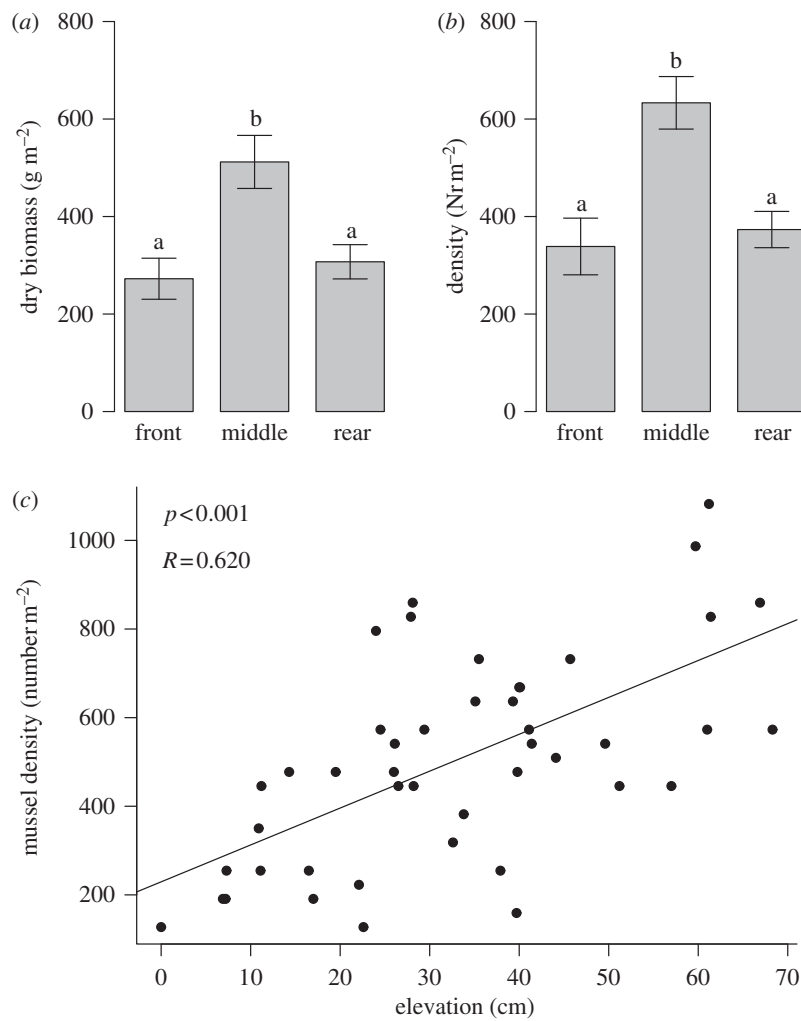 (a)
800
600
400
200
0
dry biomass (g m⁻²)
a
b
a
front middle rear
(b)
800
600
400
200
0
density (Nr m⁻²)
a
b
a
front middle rear
(c)
p<0.001
R=0.620
1000
800
600
400
200
mussel density (number m⁻²)
0 10 20 30 40 50 60 70
elevation (cm)